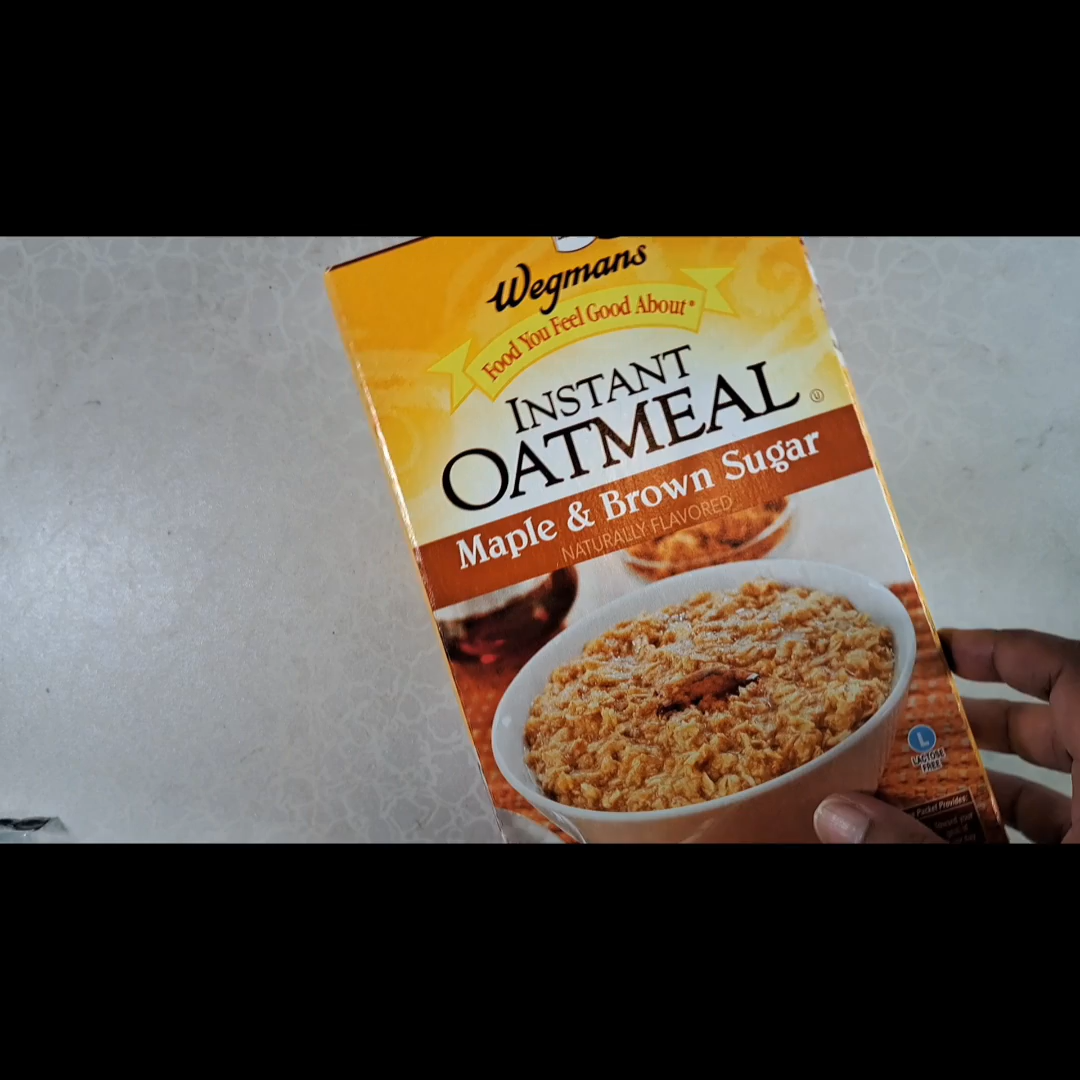 Wegmans
Food You Feel Good About
INSTANT
OATMEAL
Maple & Brown Sugar
NATURALLY FLAVORED
L
LACTOSE
FREE
Packet Provides: